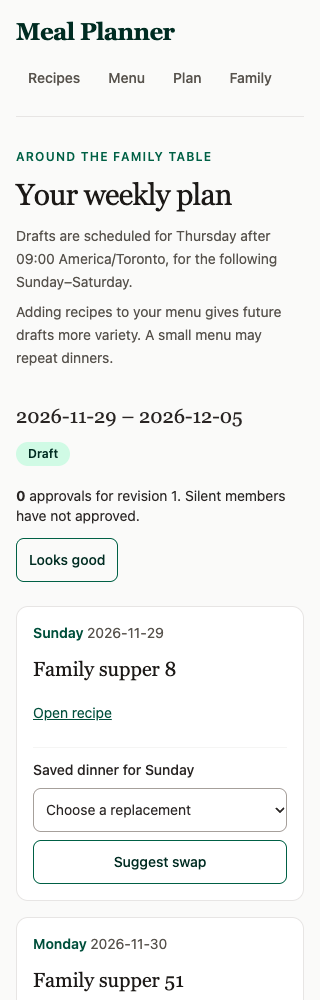 Meal Planner
Recipes Menu Plan Family
AROUND THE FAMILY TABLE
Your weekly plan
Drafts are scheduled for Thursday after
09:00 America/Toronto, for the following
Sunday–Saturday.
Adding recipes to your menu gives future
drafts more variety. A small menu may
repeat dinners.
2026-11-29 – 2026-12-05
Draft
0 approvals for revision 1. Silent members
have not approved.
Looks good
Sunday 2026-11-29
Family supper 8
Open recipe
Saved dinner for Sunday
Choose a replacement
Suggest swap
Monday 2026-11-30
Family supper 51